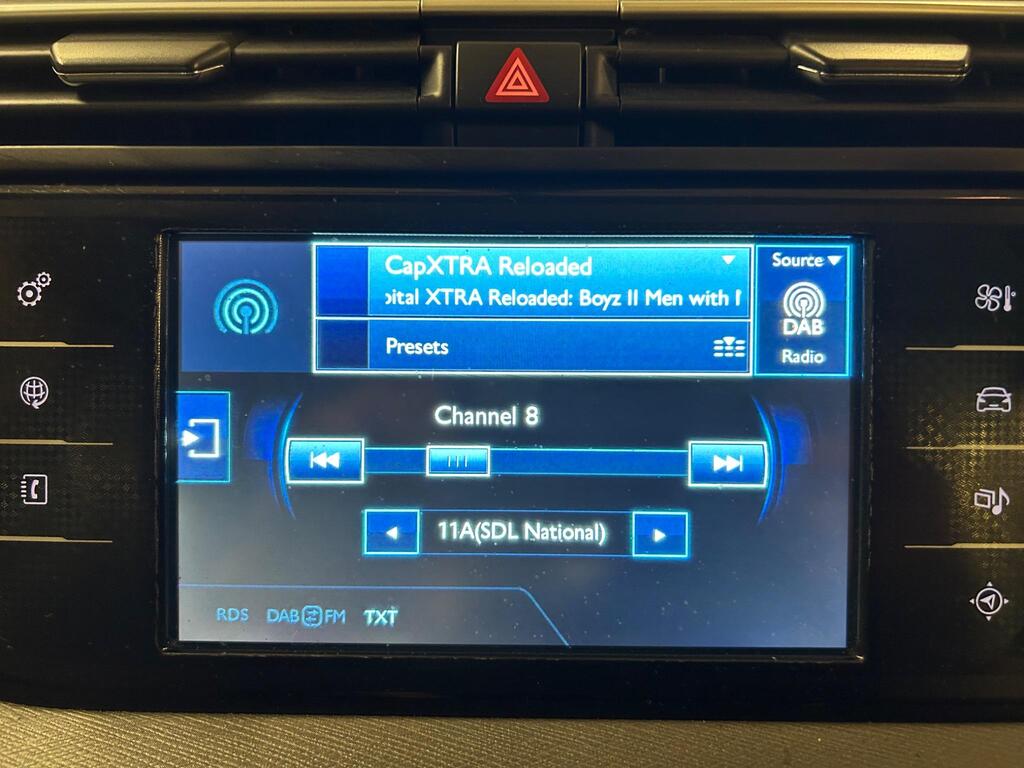 CapXTRA Reloaded
Source
pital XTRA Reloaded: Boyz II Men with
DAB
Presets
Radio
Channel 8
11A(SDL National)
RDS DAB FM TXT